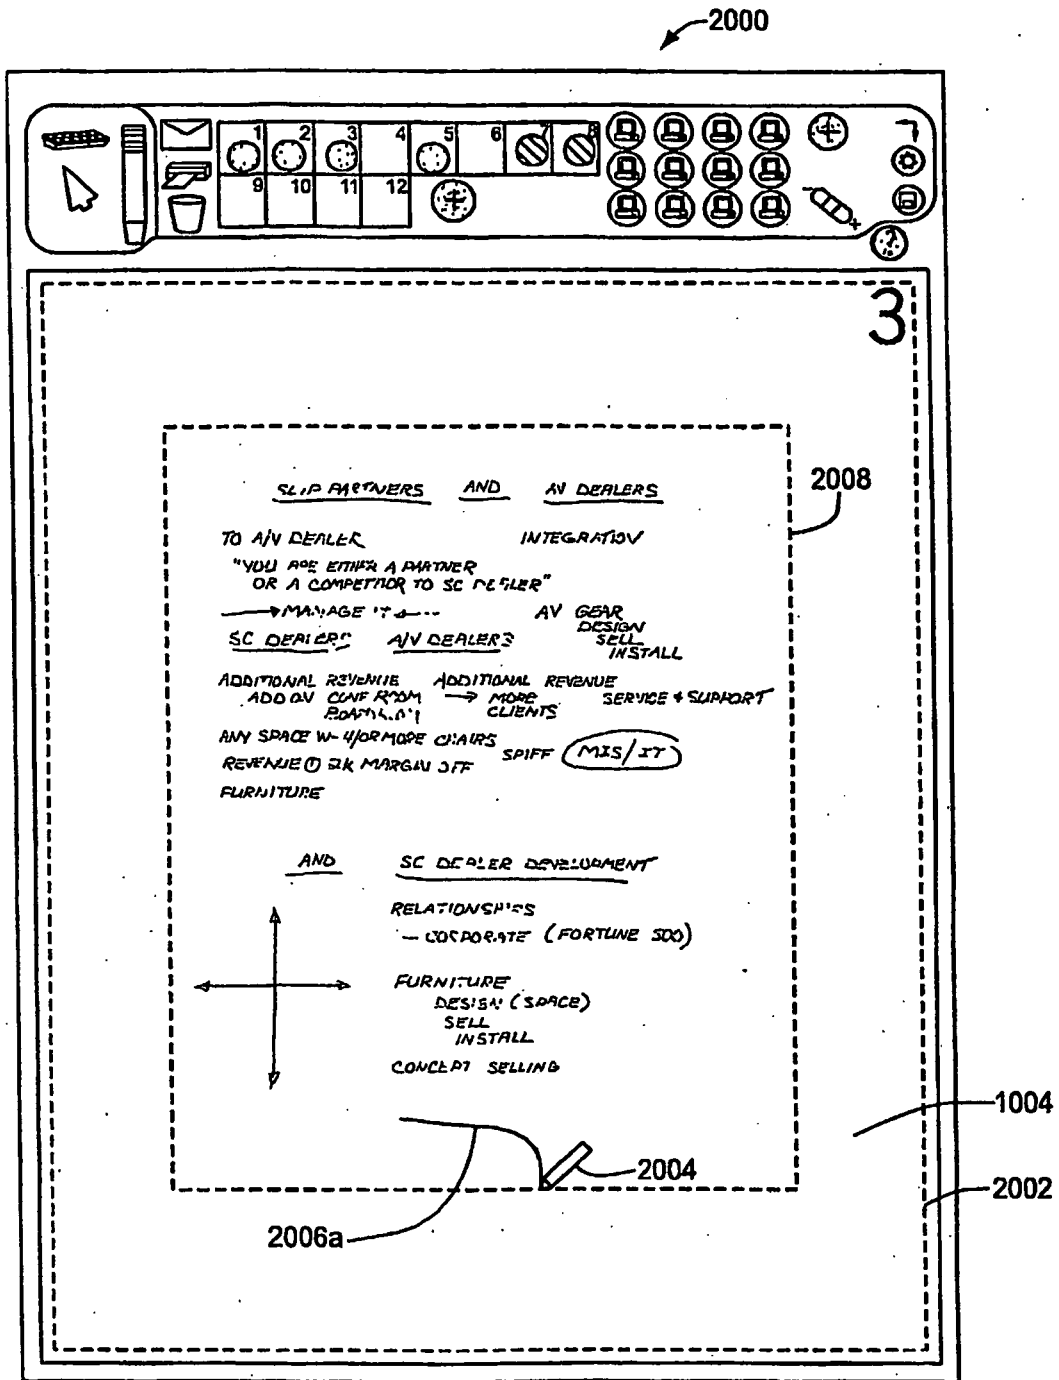 2000
1 2 3 4 5 6 7 8
9 10 11 12
3
2008
SLIP PARTNERS AND AV DEALERS
TO A/V DEALER INTEGRATION
"YOU ARE EITHER A PARTNER
OR A COMPETITOR TO SC DEALER"
MANAGE IT AV GEAR
DESIGN
SC DEALERS A/V DEALERS SELL
INSTALL
ADDITIONAL REVENUE ADDITIONAL REVENUE
ADD ON CONF ROOM → MORE SERVICE + SUPPORT
CLIENTS
ANY SPACE W- 4/OR MORE CHAIRS SPIFF MIS/IT
REVENUE MARGIN OFF
FURNITURE
AND SC DEALER DEVELOPMENT
RELATIONSHIPS
- CORPORATE (FORTUNE 500)
FURNITURE
DESIGN (SPACE)
SELL
INSTALL
CONCEPT SELLING
1004
2004
2002
2006a